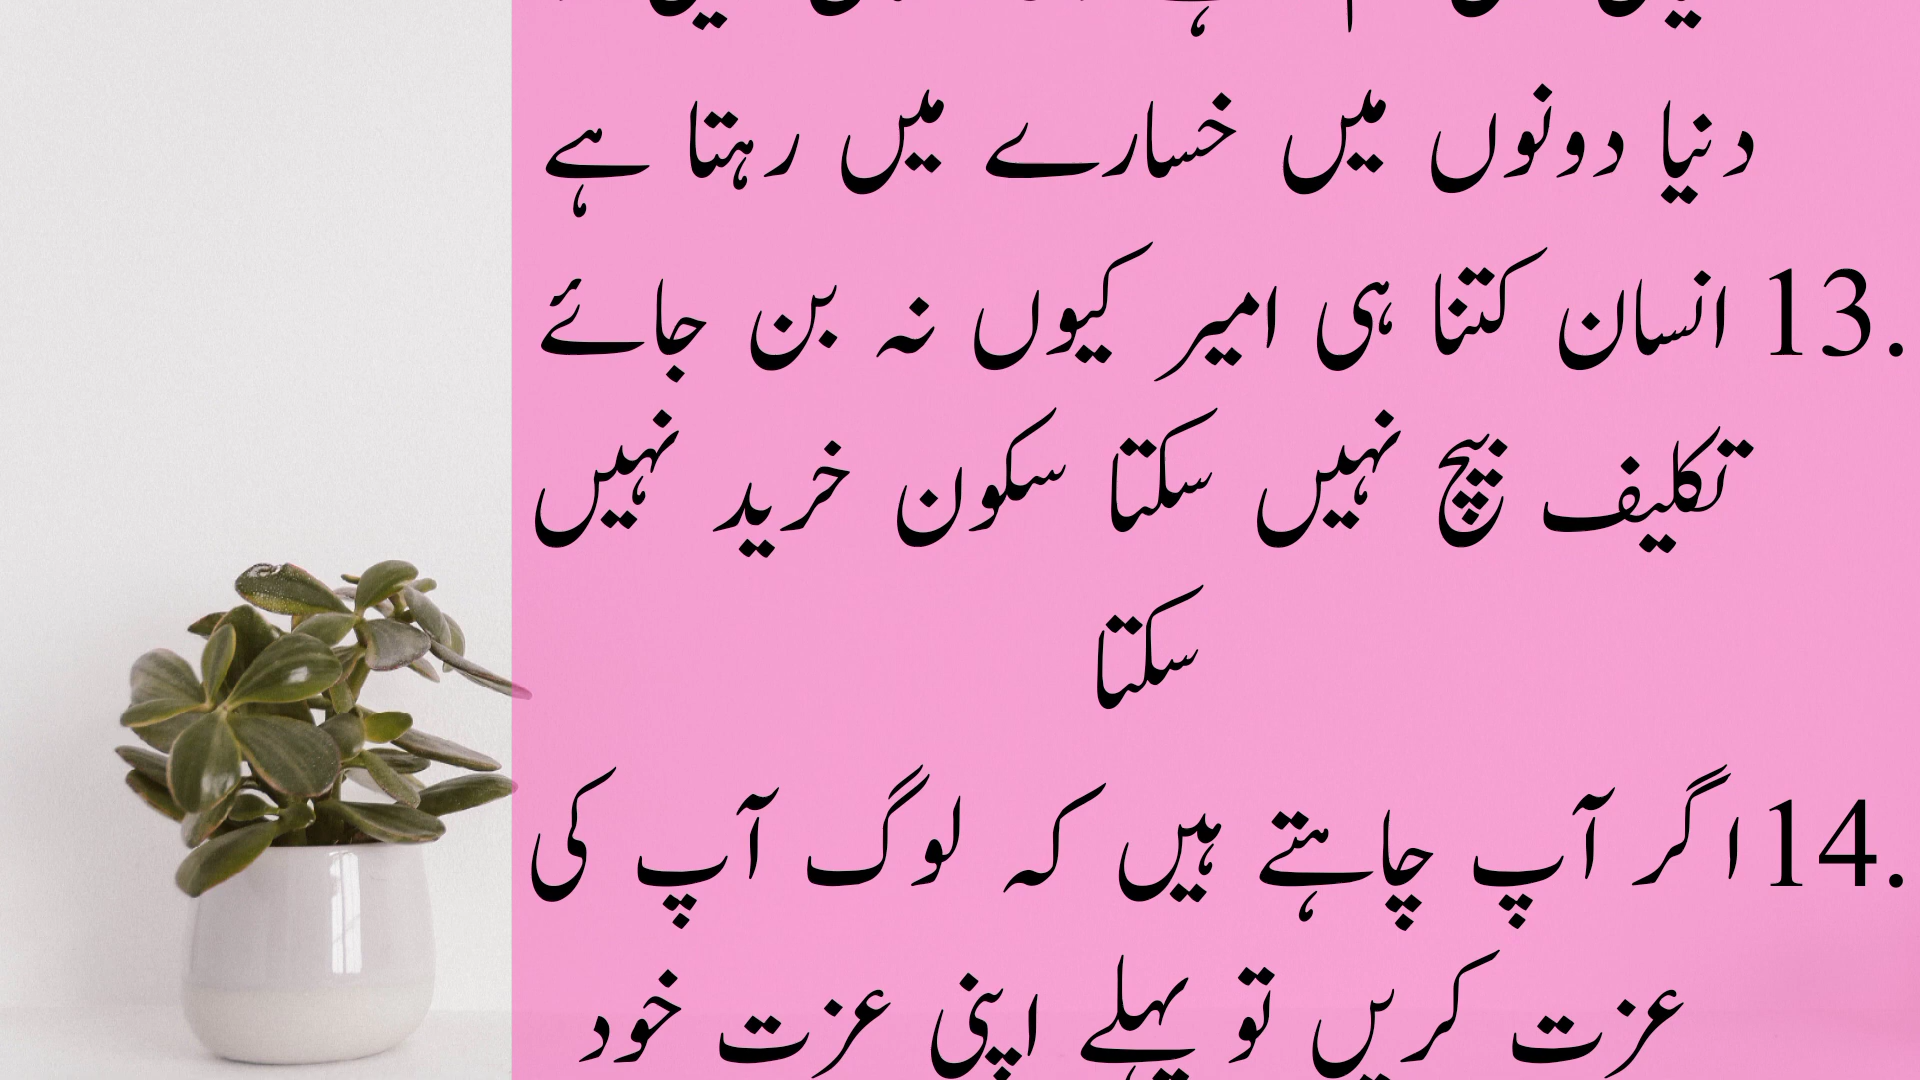 دنیا دونوں میں خسارے میں رہتا ہے
13. انسان کتنا ہی امیر کیوں نہ بن جائے
تکلیف بیچ نہیں سکتا سکون خرید نہیں
سکتا
14. اگر آپ چاہتے ہیں کہ لوگ آپ کی
عزت کریں تو پہلے اپنی عزت خود